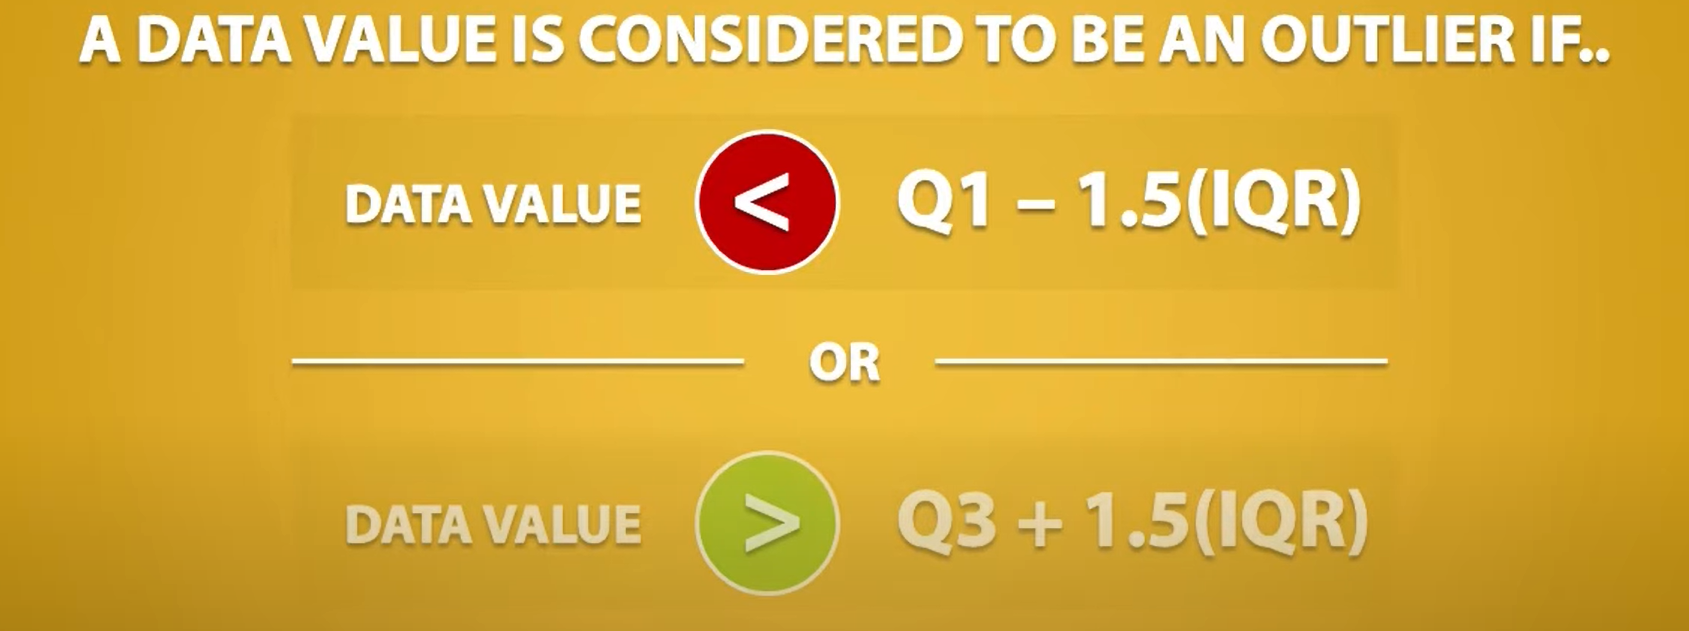 A DATA VALUE IS CONSIDERED TO BE AN OUTLIER IF..
DATA VALUE < Q1 – 1.5(IQR)
OR
DATA VALUE > Q3 + 1.5(IQR)